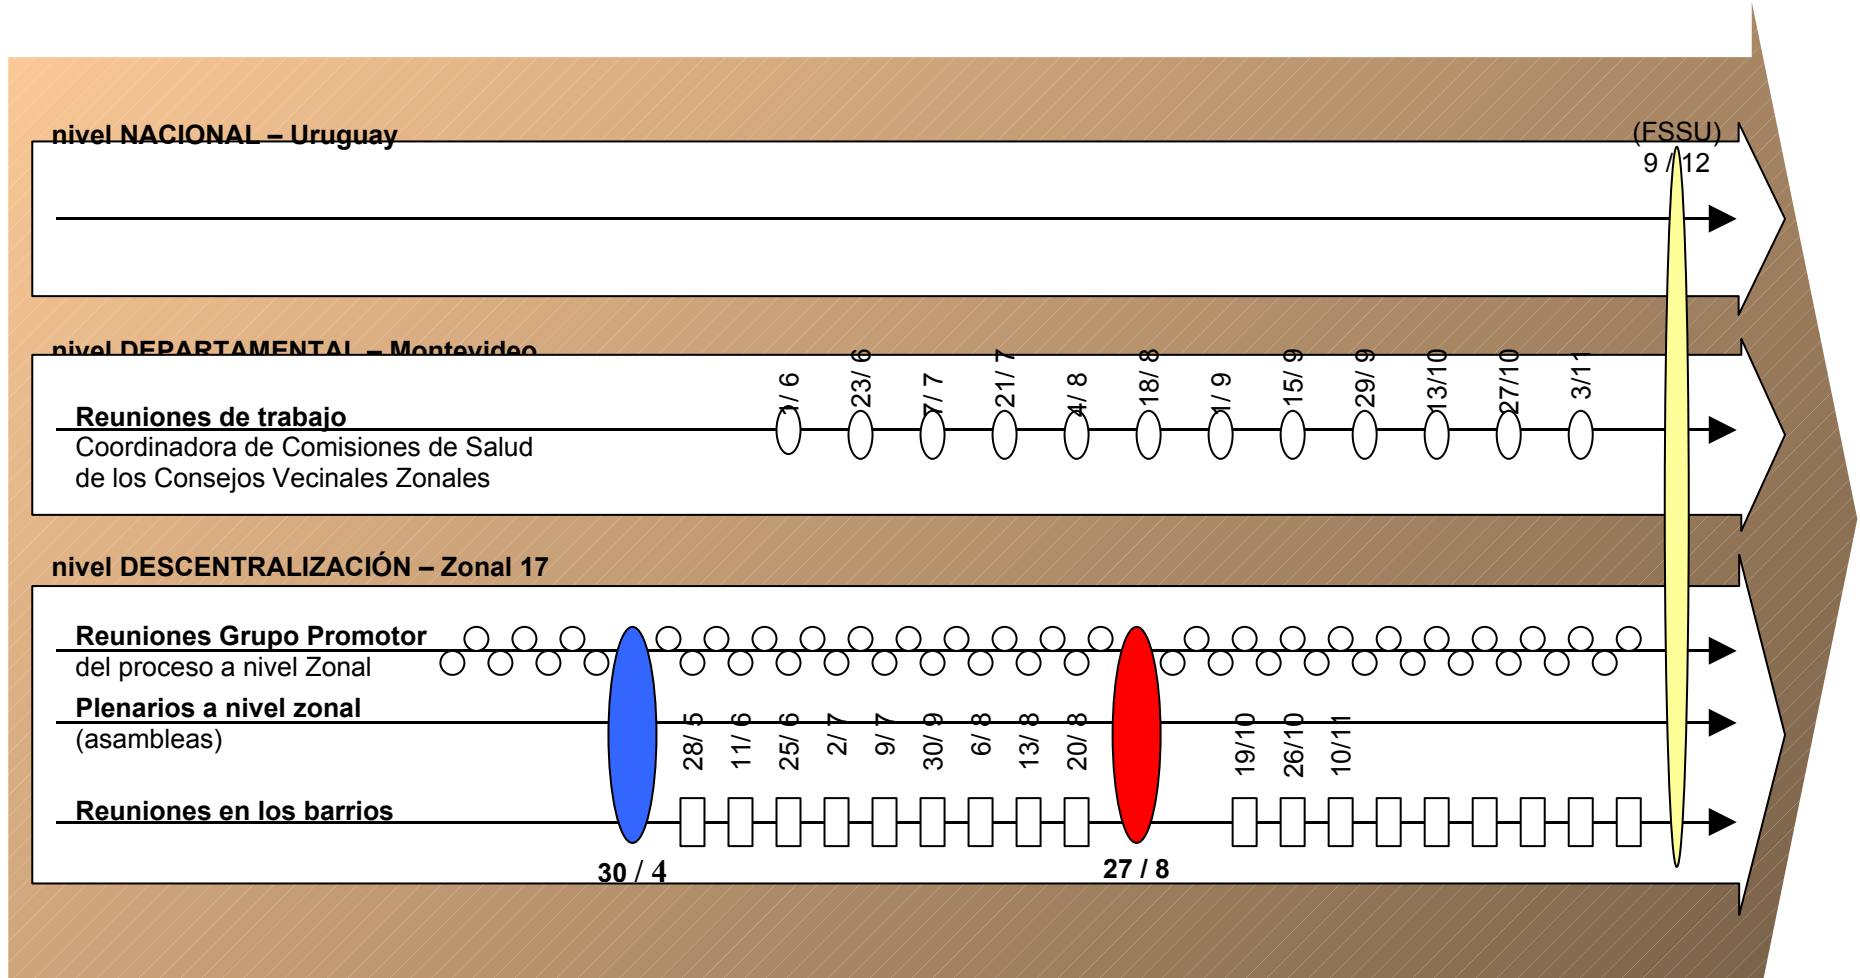 nivel NACIONAL – Uruguay
(FSSU)
9 / 12
nivel DEPARTAMENTAL – Montevideo
23/ 6
7/ 7
21/ 7
4/ 8
18/ 8
1/ 9
15/ 9
29/ 9
13/10
27/10
3/11
Reuniones de trabajo
Coordinadora de Comisiones de Salud
de los Consejos Vecinales Zonales
nivel DESCENTRALIZACIÓN – Zonal 17
Reuniones Grupo Promotor
del proceso a nivel Zonal
Plenarios a nivel zonal
(asambleas)
28/ 5
11/ 6
25/ 6
2/ 7
9/ 7
30/ 9
6/ 8
13/ 8
20/ 8
19/10
26/10
10/11
Reuniones en los barrios
30 / 4
27 / 8